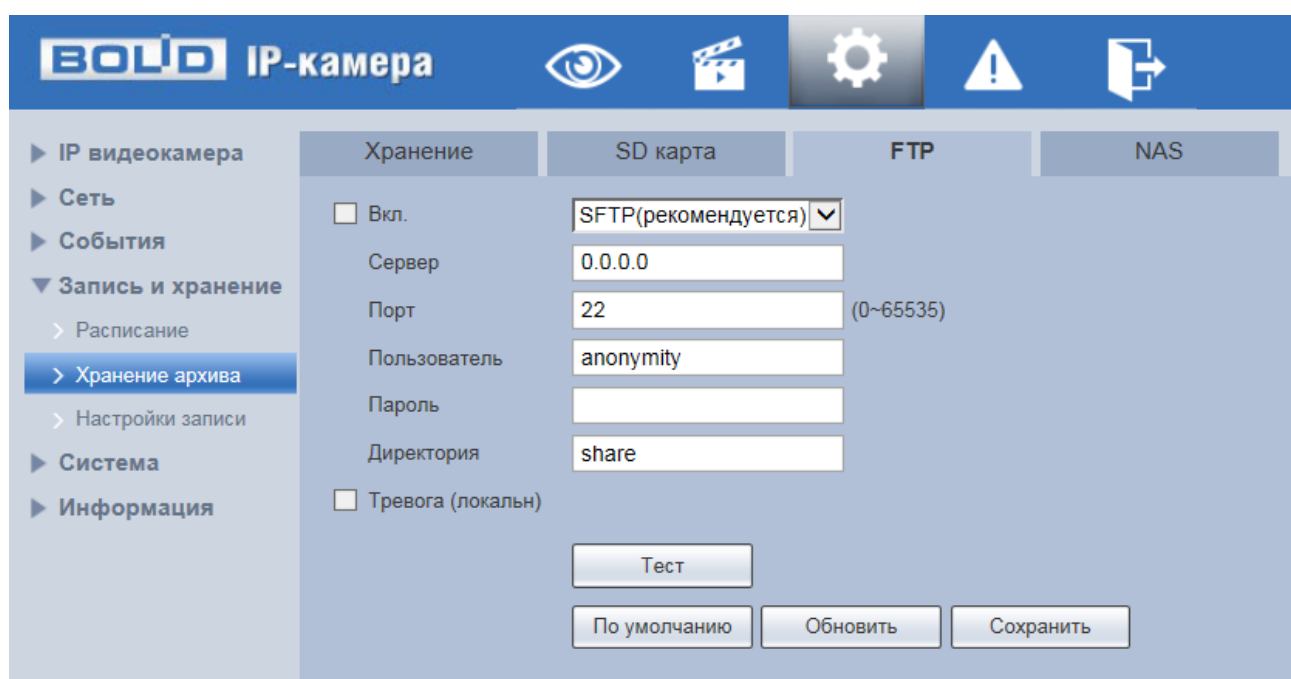 BOLID IP-камера
IP видеокамера
Сеть
События
Запись и хранение
Расписание
Хранение архива
Настройки записи
Система
Информация
Хранение SD карта FTP NAS
Вкл. SFTP(рекомендуется)
Сервер 0.0.0.0
Порт 22 (0~65535)
Пользователь anonymity
Пароль
Директория share
Тревога (локальн)
Тест
По умолчанию Обновить Сохранить